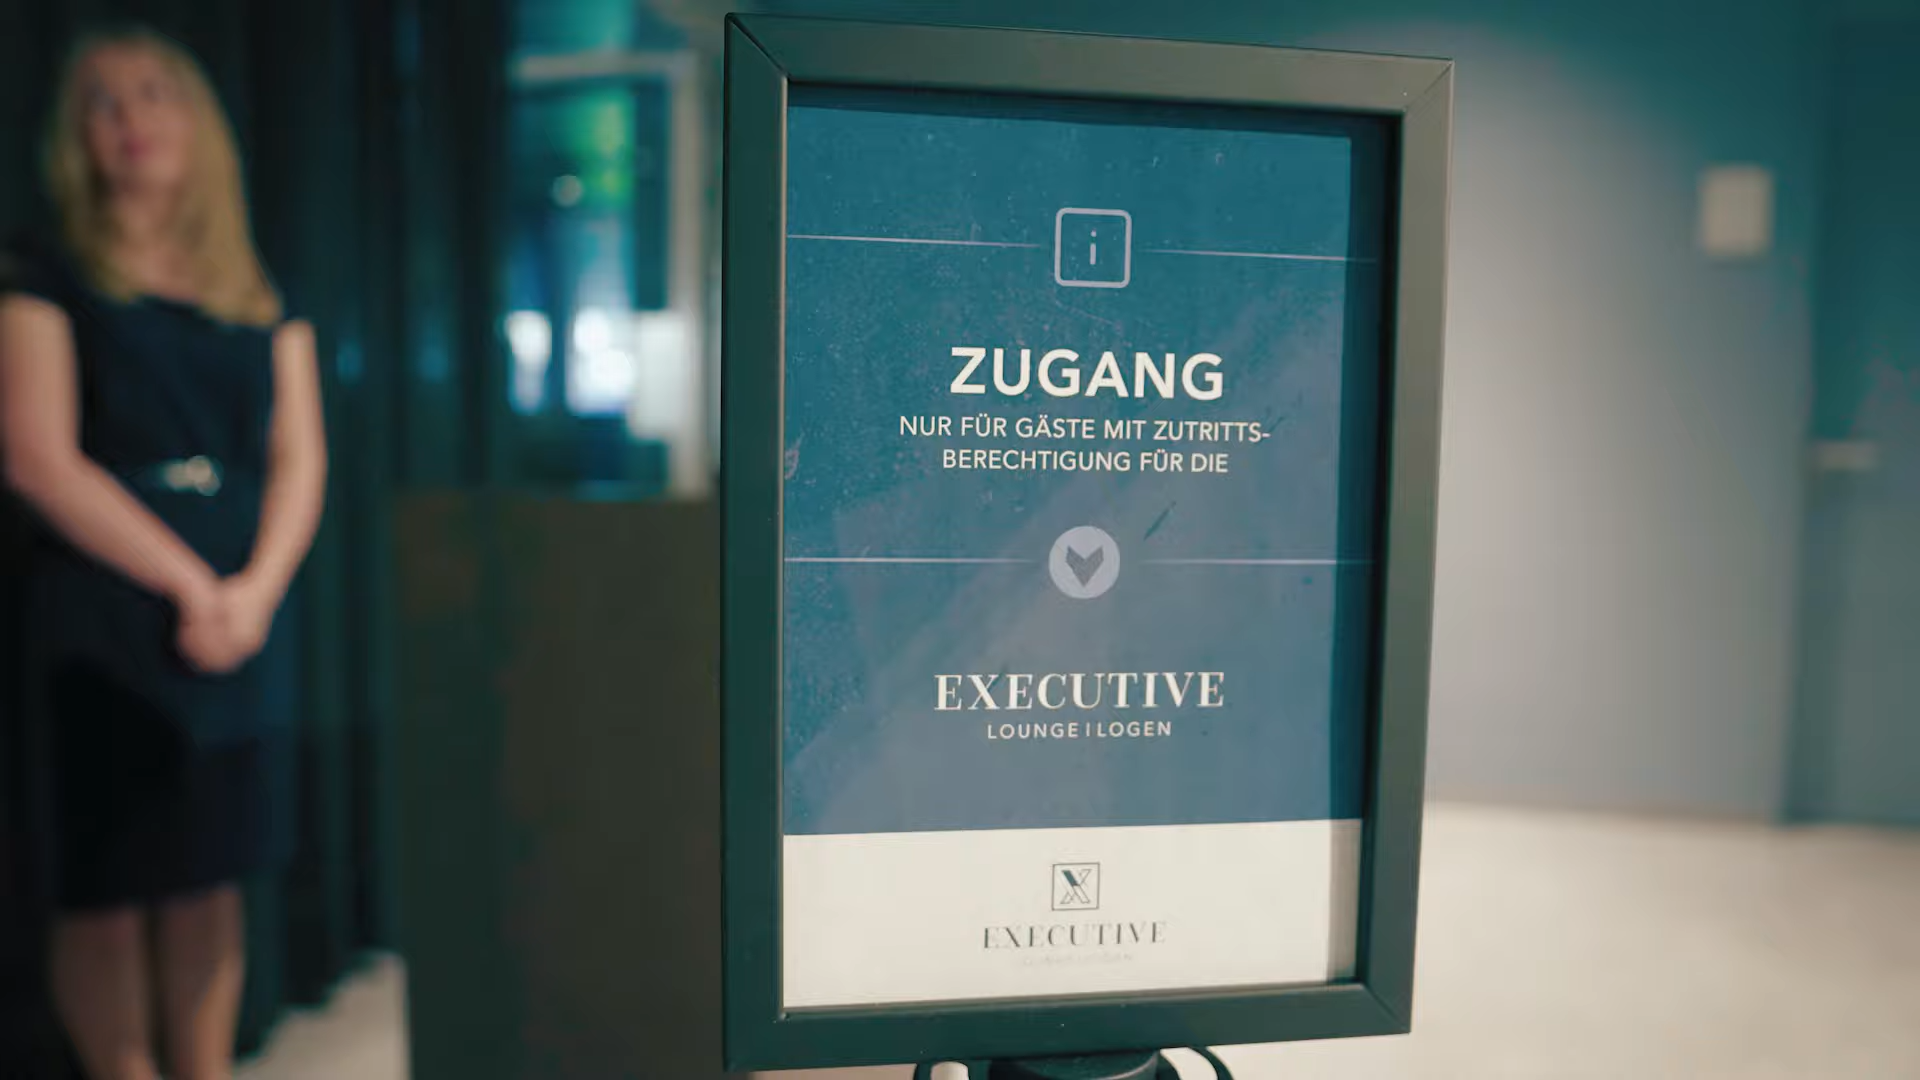 i
ZUGANG
NUR FÜR GÄSTE MIT ZUTRITTS-
BERECHTIGUNG FÜR DIE
EXECUTIVE
LOUNGE | LOGEN
X
EXECUTIVE